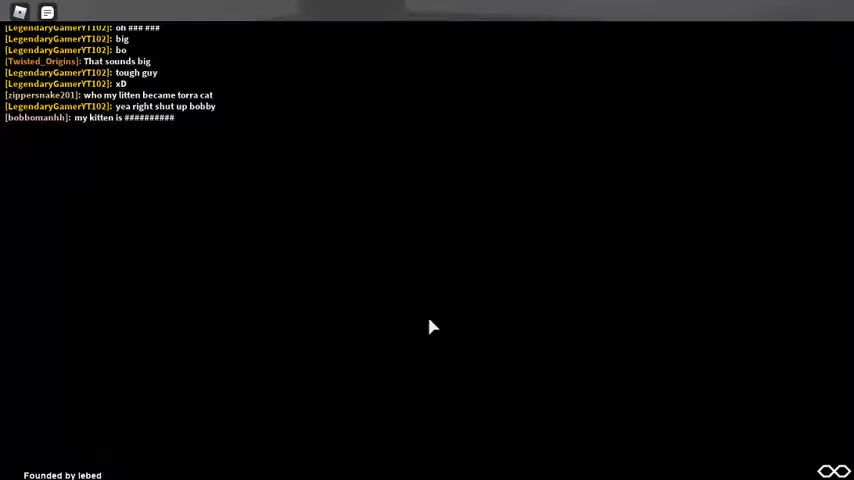 [LegendaryGamerYT102]: oh ### ###
[LegendaryGamerYT102]: big
[LegendaryGamerYT102]: bo
[Twisted_Origins]: That sounds big
[LegendaryGamerYT102]: tough guy
[LegendaryGamerYT102]: xD
[zippersnake201]: who my litten became torra cat
[LegendaryGamerYT102]: yea right shut up bobby
[bobbomanhh]: my kitten is ##########
Founded by lebed